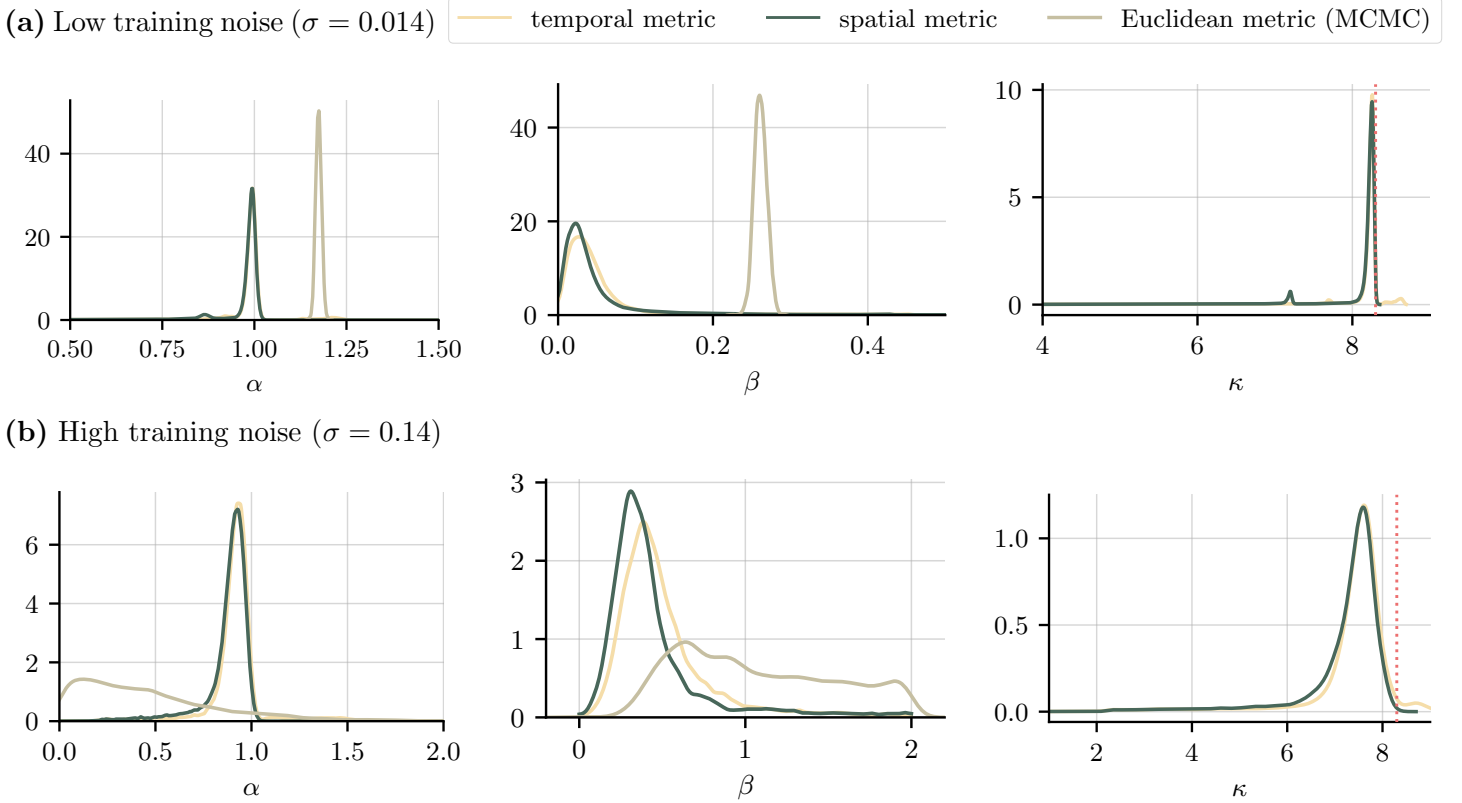 (a) Low training noise (σ = 0.014)
temporal metric spatial metric Euclidean metric (MCMC)
40
20
0
0.50 0.75 1.00 1.25 1.50
α
40
20
0
0.0 0.2 0.4
β
10
5
0
4 6 8
κ
(b) High training noise (σ = 0.14)
6
4
2
0
0.0 0.5 1.0 1.5 2.0
α
3
2
1
0
0 1 2
β
1.0
0.5
0.0
2 4 6 8
κ